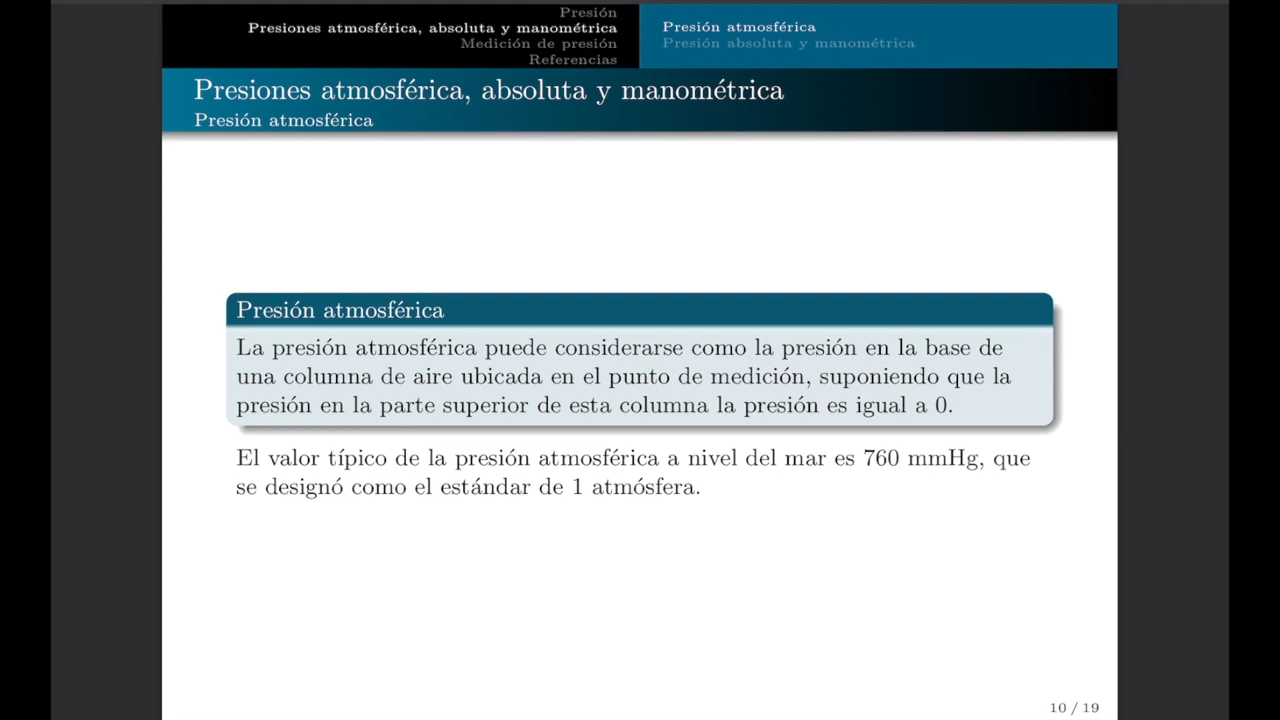 Presión
Presiones atmosférica, absoluta y manométrica
Medición de presión
Referencias
Presión atmosférica
Presión absoluta y manométrica
Presiones atmosférica, absoluta y manométrica
Presión atmosférica
Presión atmosférica
La presión atmosférica puede considerarse como la presión en la base de
una columna de aire ubicada en el punto de medición, suponiendo que la
presión en la parte superior de esta columna la presión es igual a 0.
El valor típico de la presión atmosférica a nivel del mar es 760 mmHg, que
se designó como el estándar de 1 atmósfera.
10 / 19